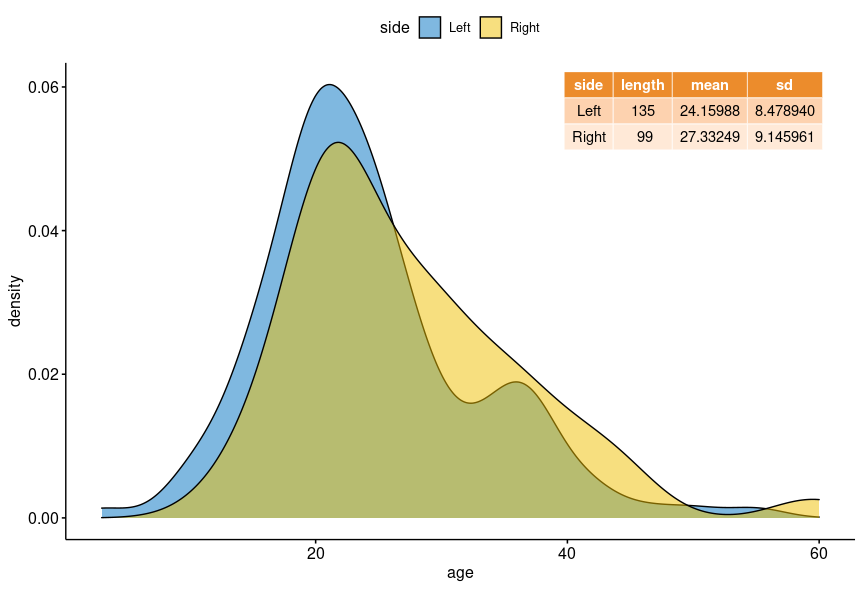 side Left Right
side length mean sd
Left 135 24.15988 8.478940
Right 99 27.33249 9.145961
0.06
0.04
0.02
0.00
density
20 40 60
age